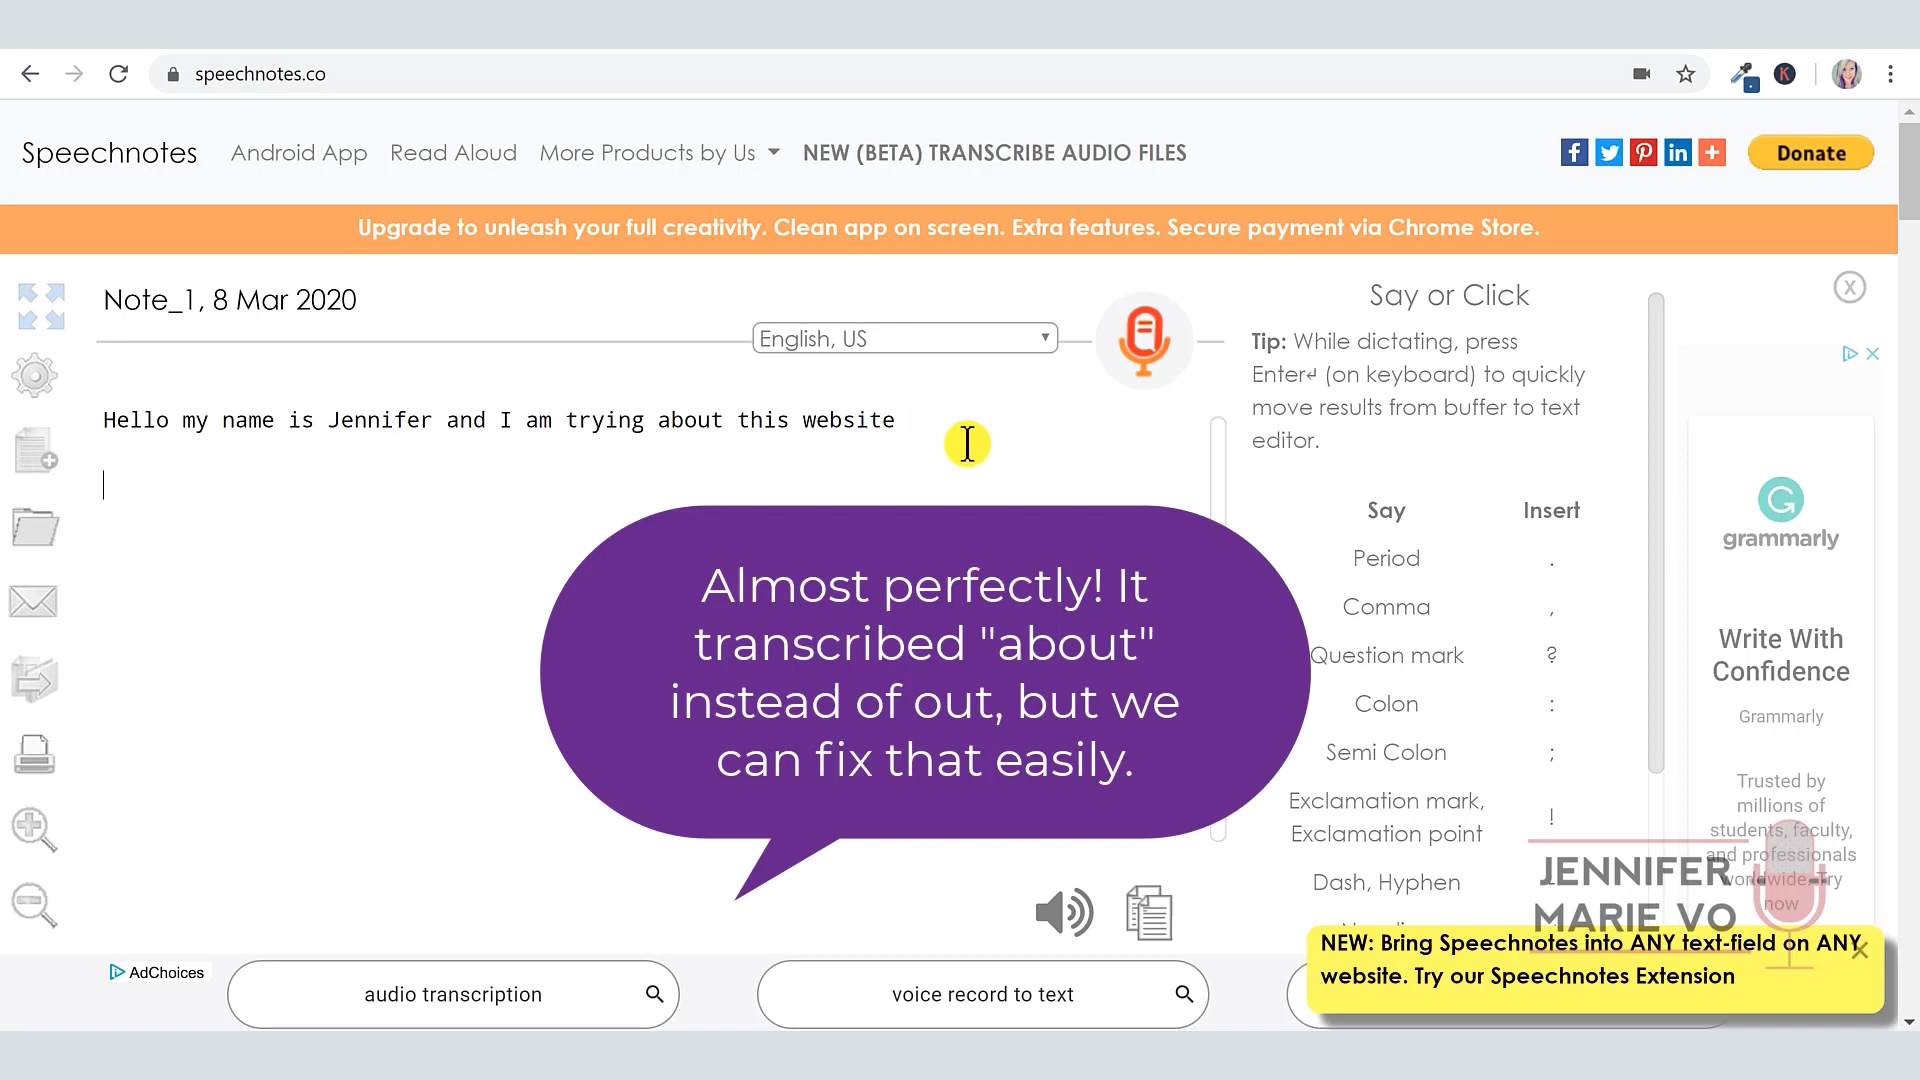 speechnotes.co
K
Speechnotes
Android App
Read Aloud
More Products by Us
NEW (BETA) TRANSCRIBE AUDIO FILES
Donate
Upgrade to unleash your full creativity. Clean app on screen. Extra features. Secure payment via Chrome Store.
Note_1, 8 Mar 2020
English, US
Hello my name is Jennifer and I am trying about this website
Almost perfectly! It
transcribed "about"
instead of out, but we
can fix that easily.
Say or Click
Tip: While dictating, press
Enter↵ (on keyboard) to quickly
move results from buffer to text
editor.
Say Insert
Period .
Comma ,
Question mark ?
Colon :
Semi Colon ;
Exclamation mark,
Exclamation point !
Dash, Hyphen -
grammarly
Write With
Confidence
Grammarly
Trusted by
millions of
students, faculty,
and professionals
worldwide. Try
now
JENNIFER
MARIE VO
NEW: Bring Speechnotes into ANY text-field on ANY
website. Try our Speechnotes Extension
AdChoices
audio transcription
voice record to text